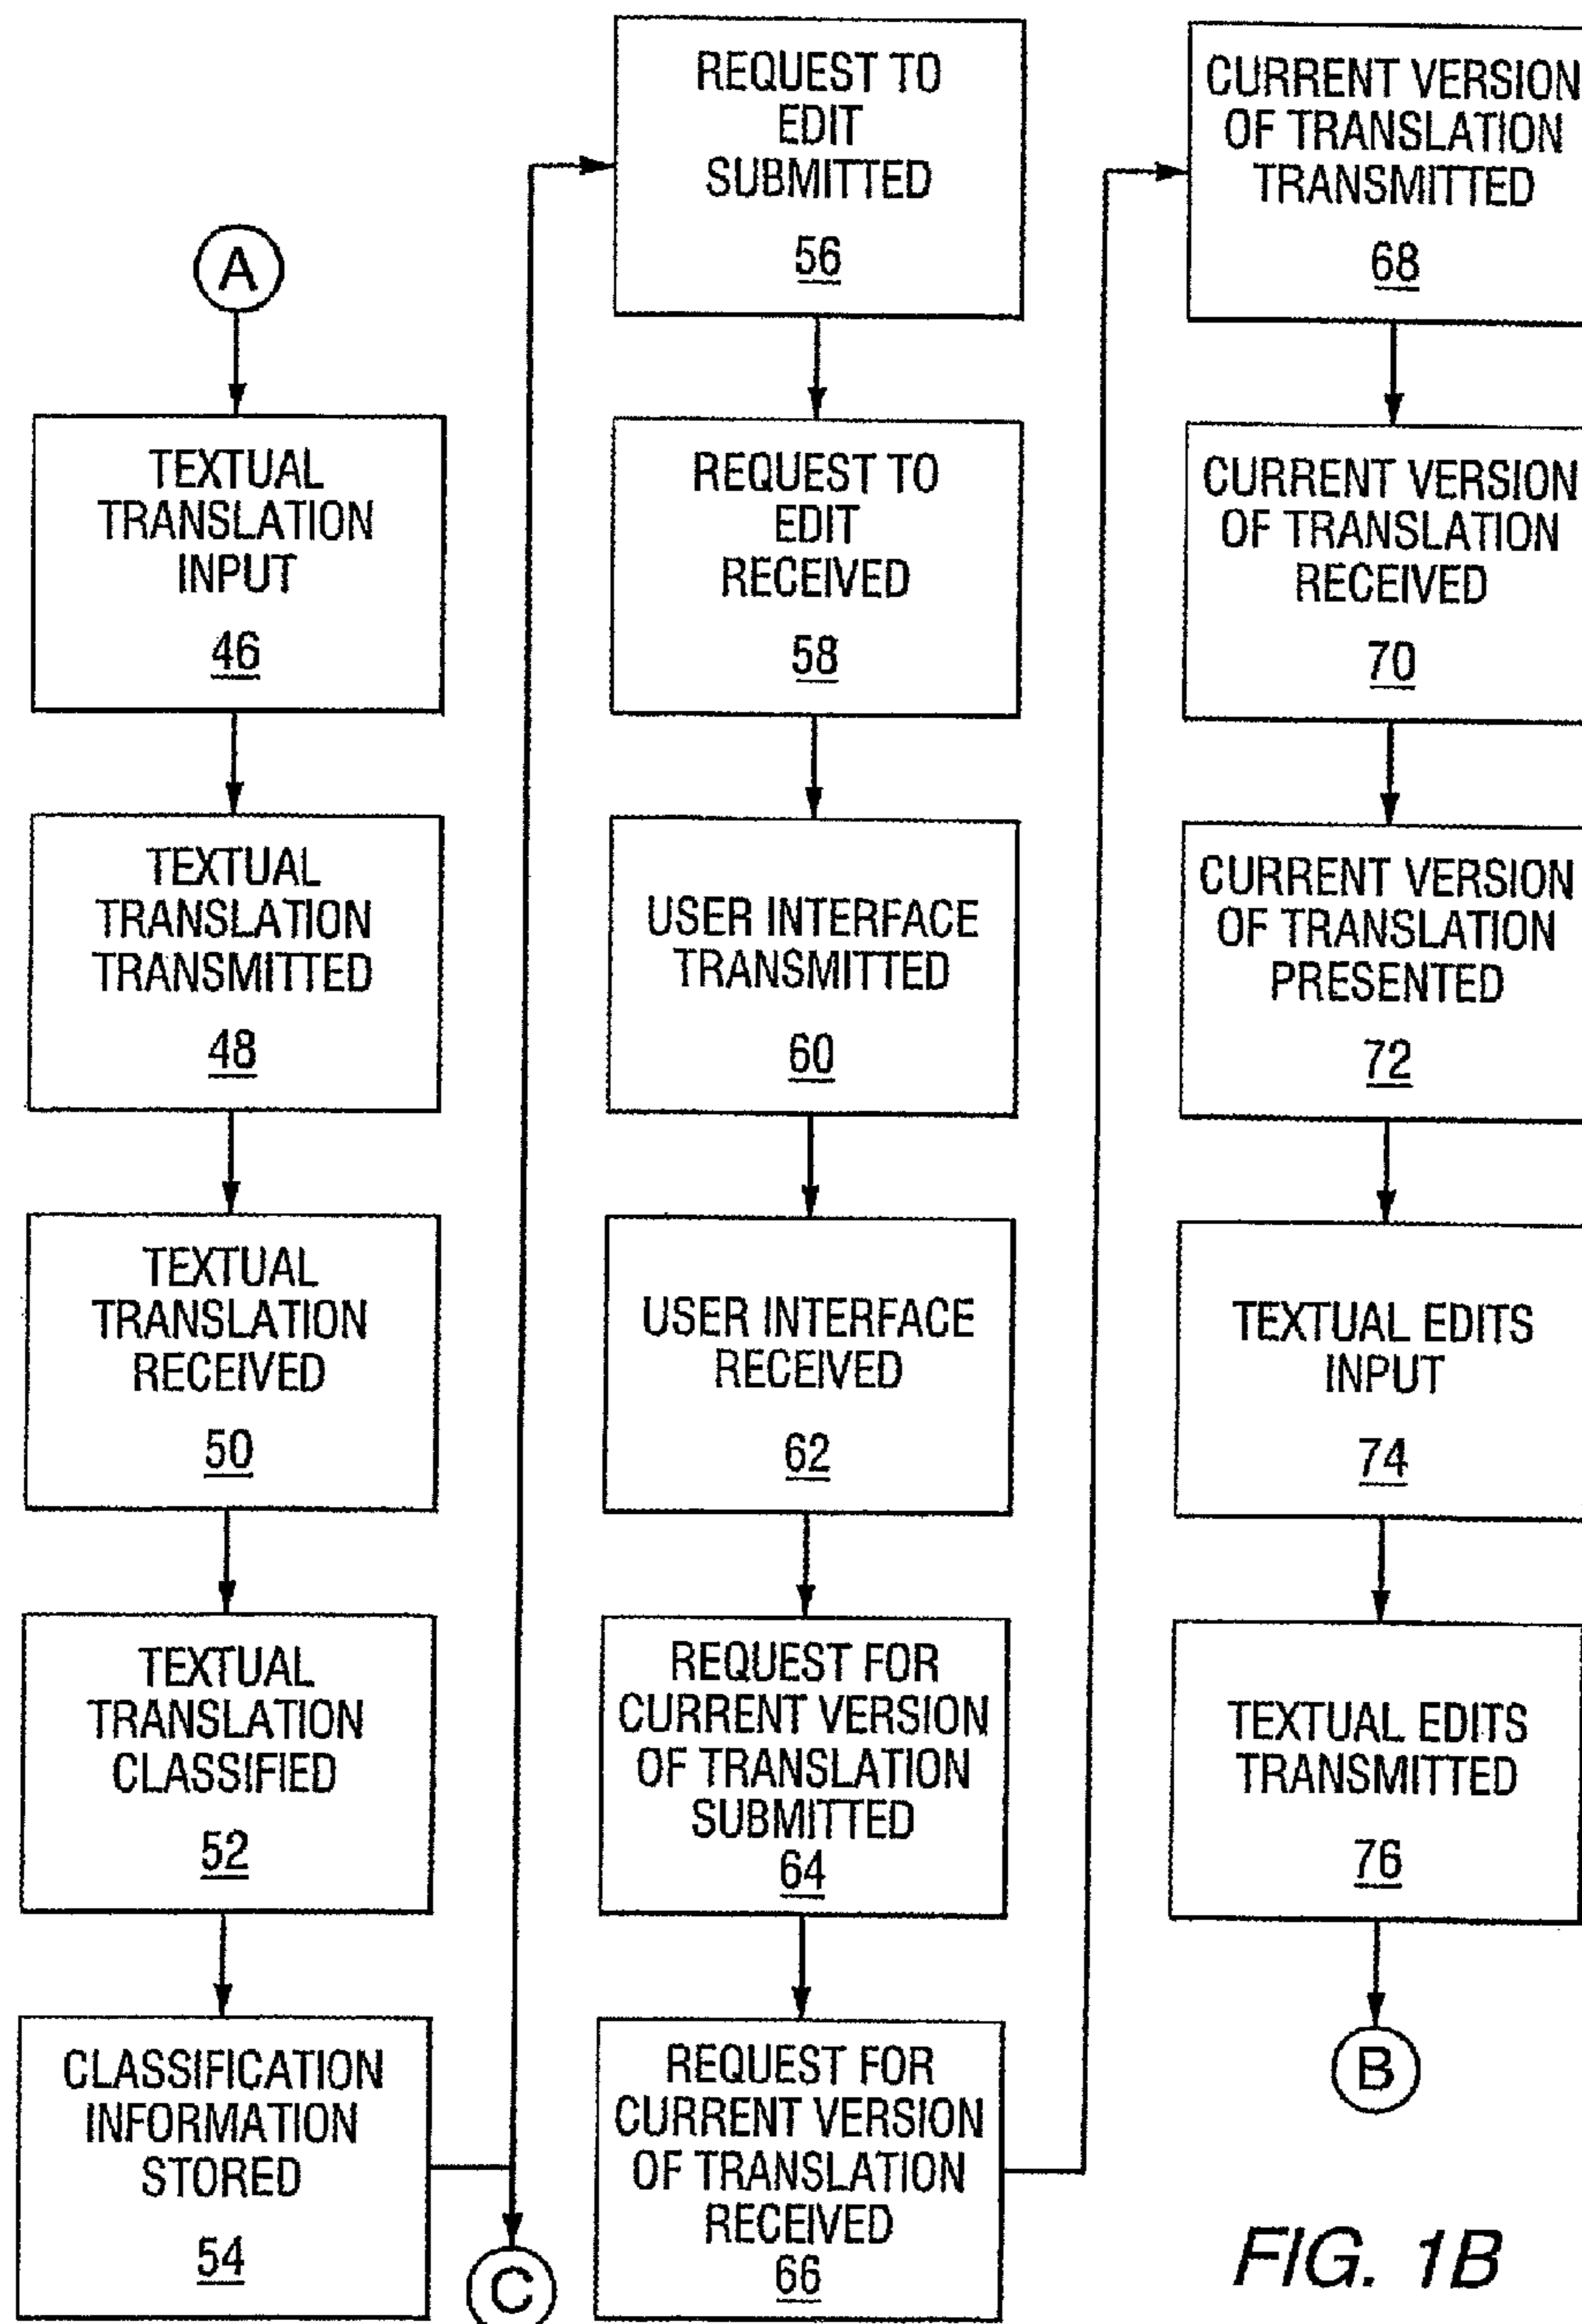 A
TEXTUAL
TRANSLATION
INPUT
46
TEXTUAL
TRANSLATION
TRANSMITTED
48
TEXTUAL
TRANSLATION
RECEIVED
50
TEXTUAL
TRANSLATION
CLASSIFIED
52
CLASSIFICATION
INFORMATION
STORED
54
C
REQUEST TO
EDIT
SUBMITTED
56
REQUEST TO
EDIT
RECEIVED
58
USER INTERFACE
TRANSMITTED
60
USER INTERFACE
RECEIVED
62
REQUEST FOR
CURRENT VERSION
OF TRANSLATION
SUBMITTED
64
REQUEST FOR
CURRENT VERSION
OF TRANSLATION
RECEIVED
66
CURRENT VERSION
OF TRANSLATION
TRANSMITTED
68
CURRENT VERSION
OF TRANSLATION
RECEIVED
70
CURRENT VERSION
OF TRANSLATION
PRESENTED
72
TEXTUAL EDITS
INPUT
74
TEXTUAL EDITS
TRANSMITTED
76
B
FIG. 1B